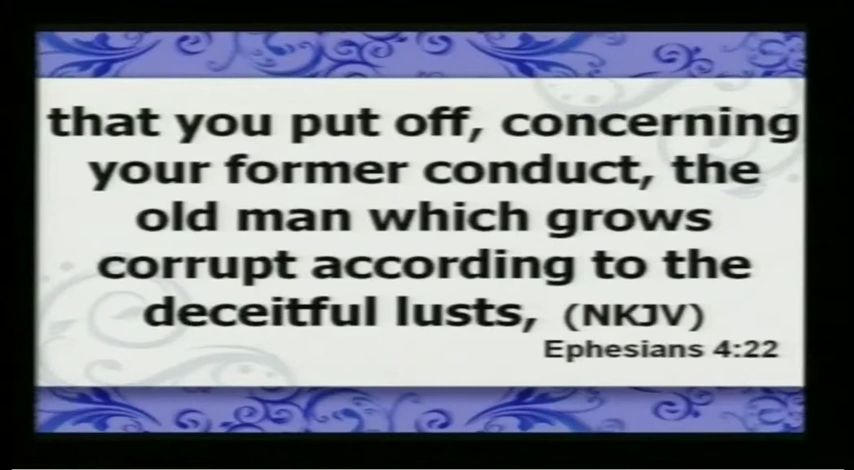 that you put off, concerning
your former conduct, the
old man which grows
corrupt according to the
deceitful lusts, (NKJV)
Ephesians 4:22